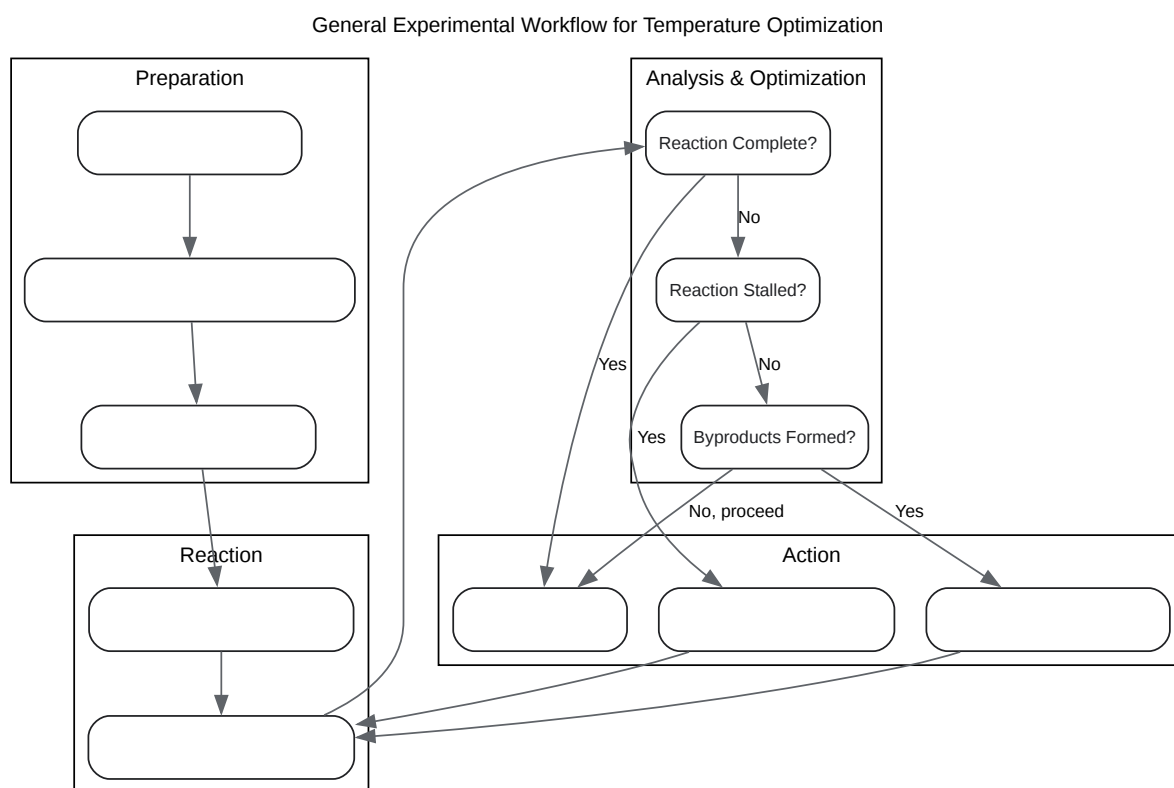 General Experimental Workflow for Temperature Optimization
Preparation
Analysis & Optimization
Reaction Complete?
No
Reaction Stalled?
Yes
No
Yes
Byproducts Formed?
No, proceed
Yes
Reaction
Action